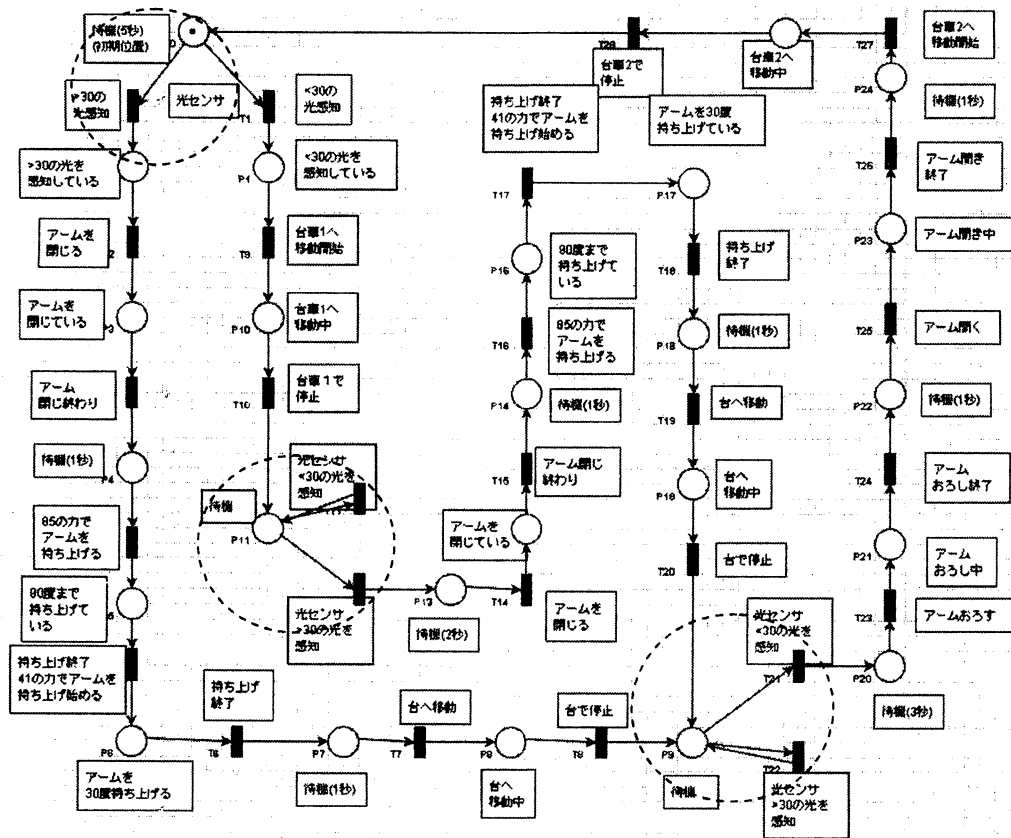 待機(5秒)
(初期位置)
>30の
光感知
光センサ
T1
<30の
光感知
>30の光を
感知している
P1
<30の光を
感知している
アームを
閉じる
T9
台車1へ
移動開始
アームを
閉じている
P10
台車1へ
移動中
アーム
閉じ終わり
T10
台車1で
停止
待機(1秒)
P4
85の力で
アームを
持ち上げる
80度まで
持ち上げて
いる
持ち上げ終了
41の力でアームを
持ち上げ始める
P6
アームを
30度持ち上げる
持ち上げ
終了
T6
P7
待機(1秒)
台へ移動
T7
P8
台へ
移動中
台で停止
T8
P9
待機
光センサ
<30の光を
感知
待機
P11
光センサ
>30の光を
感知
P13
待機(2秒)
T14
アームを
閉じる
アームを
閉じている
T15
アーム閉じ
終わり
P14
待機(1秒)
T16
85の力で
アームを
持ち上げる
P16
80度まで
持ち上げて
いる
T17
持ち上げ終了
41の力でアームを
持ち上げ始める
P17
アームを30度
持ち上げている
T18
持ち上げ
終了
P18
待機(1秒)
T19
台へ移動
P19
台へ
移動中
T20
台で停止
光センサ
<30の光を
感知
T21
T22
光センサ
>30の光を
感知
P20
待機(3秒)
T23
アームおろす
P21
アーム
おろし中
T24
アーム
おろし終了
P22
待機(1秒)
T25
アーム開く
P23
アーム開き中
T26
アーム開き
終了
P24
待機(1秒)
T27
台車2へ
移動開始
台車2へ
移動中
T28
台車2で
停止